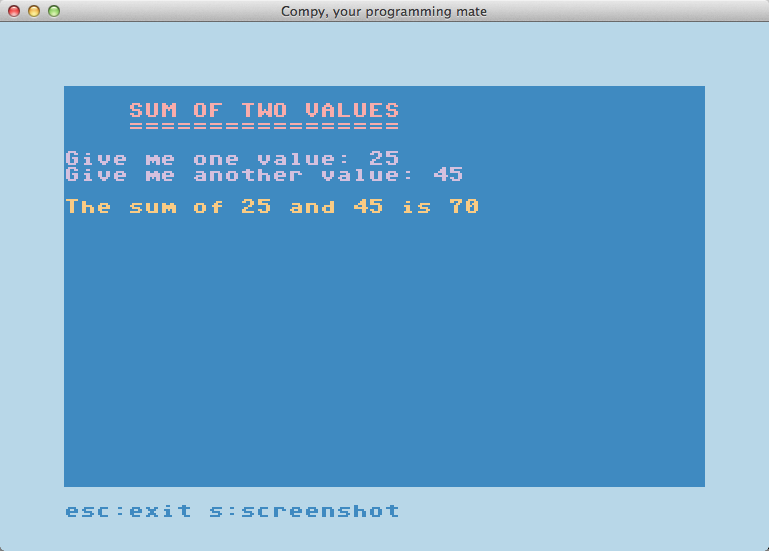 Compy, your programming mate
SUM OF TWO VALUES
=================
Give me one value: 25
Give me another value: 45
The sum of 25 and 45 is 70
esc:exit s:screenshot